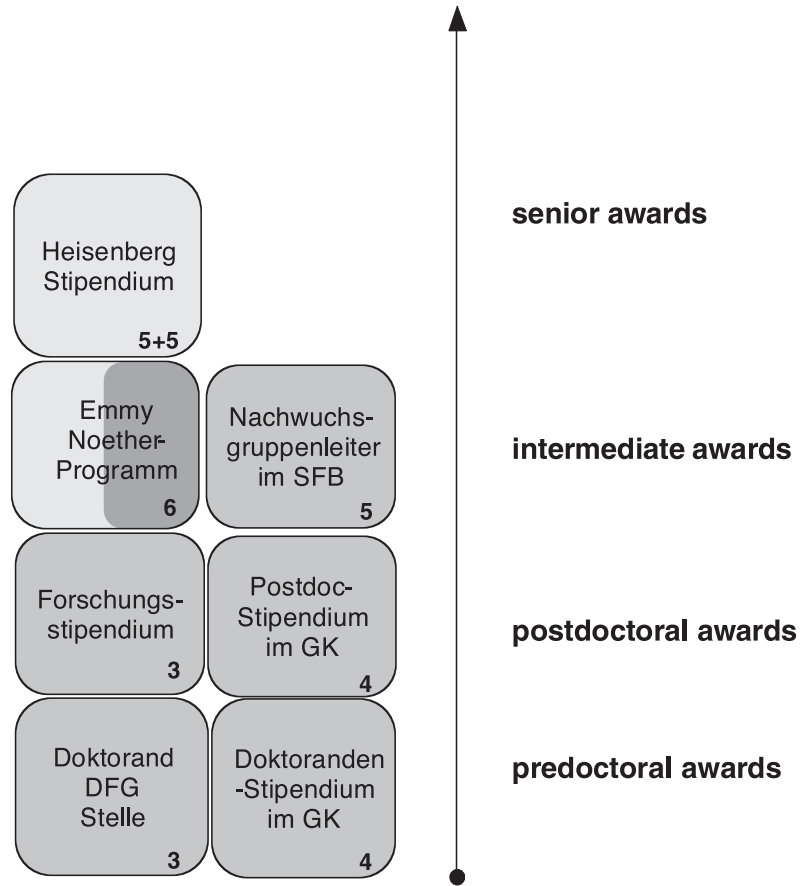 senior awards
Heisenberg
Stipendium
5+5
intermediate awards
Emmy
Noether-
Programm
6
Nachwuchs-
gruppenleiter
im SFB
5
postdoctoral awards
Forschungs-
stipendium
3
Postdoc-
Stipendium
im GK
4
predoctoral awards
Doktorand
DFG
Stelle
3
Doktoranden
-Stipendium
im GK
4